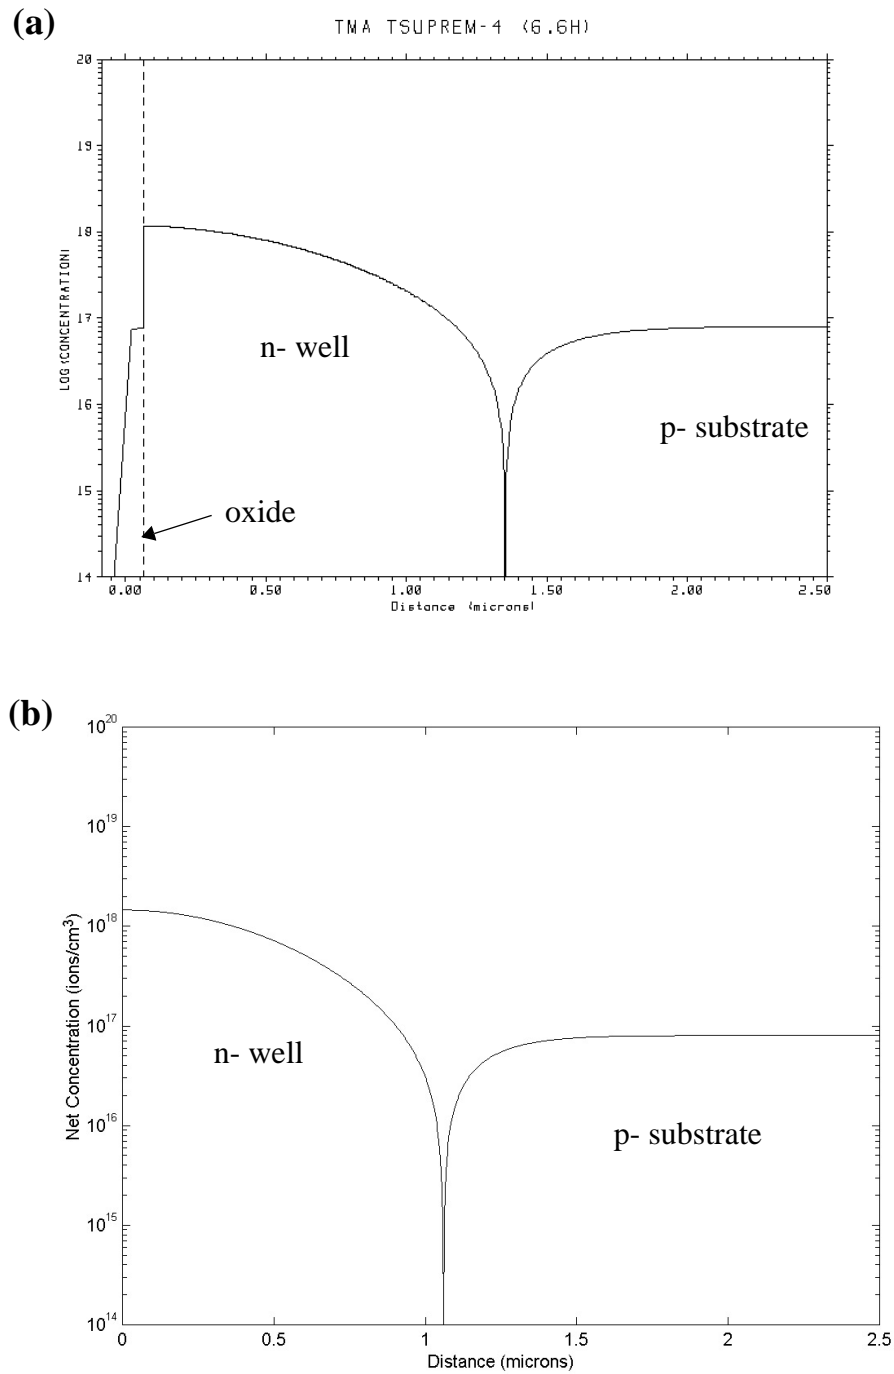 (a)
TMA TSUPREM-4 (6.6H)
20
19
18
17
16
15
14
LOG(CONCENTRATION)
n- well
p- substrate
oxide
0.00 0.50 1.00 1.50 2.00 2.50
Distance (microns)
(b)
10^20
10^19
10^18
10^17
10^16
10^15
10^14
Net Concentration (ions/cm^3)
n- well
p- substrate
0 0.5 1 1.5 2 2.5
Distance (microns)